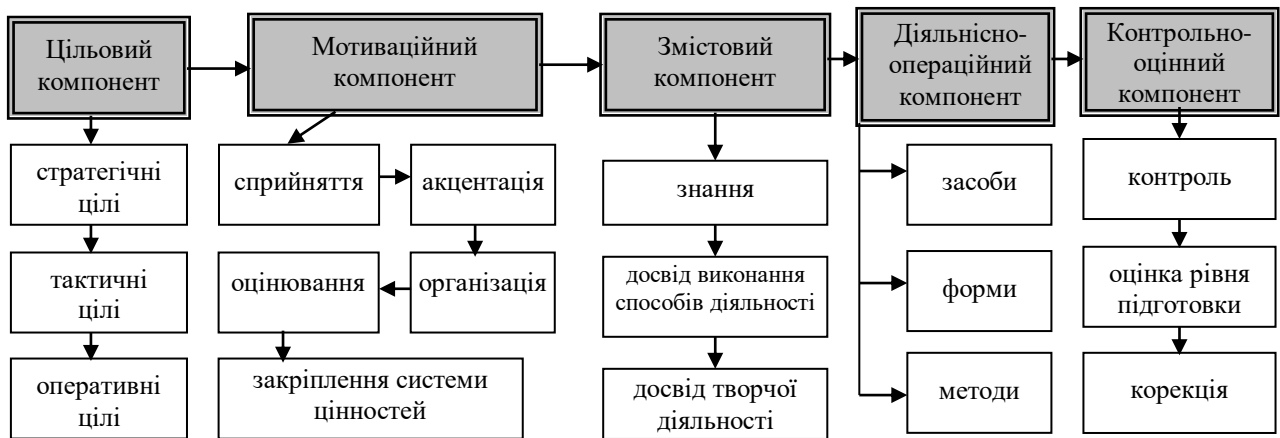 Цільовий
компонент
Мотиваційний
компонент
Змістовий
компонент
Діяльнісно-
операційний
компонент
Контрольно-
оцінний
компонент
стратегічні
цілі
тактичні
цілі
оперативні
цілі
сприйняття
акцентація
оцінювання
організація
закріплення системи
цінностей
знання
досвід виконання
способів діяльності
досвід творчої
діяльності
засоби
форми
методи
контроль
оцінка рівня
підготовки
корекція